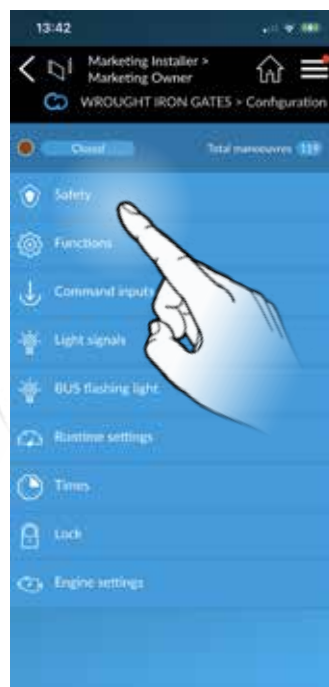 13:42
Marketing Installer >
Marketing Owner
WROUGHT IRON GATES > Configuration
Closed Total manoeuvres 119
Safety
Functions
Command inputs
Light signals
BUS flashing light
Runtime settings
Times
Lock
Engine settings